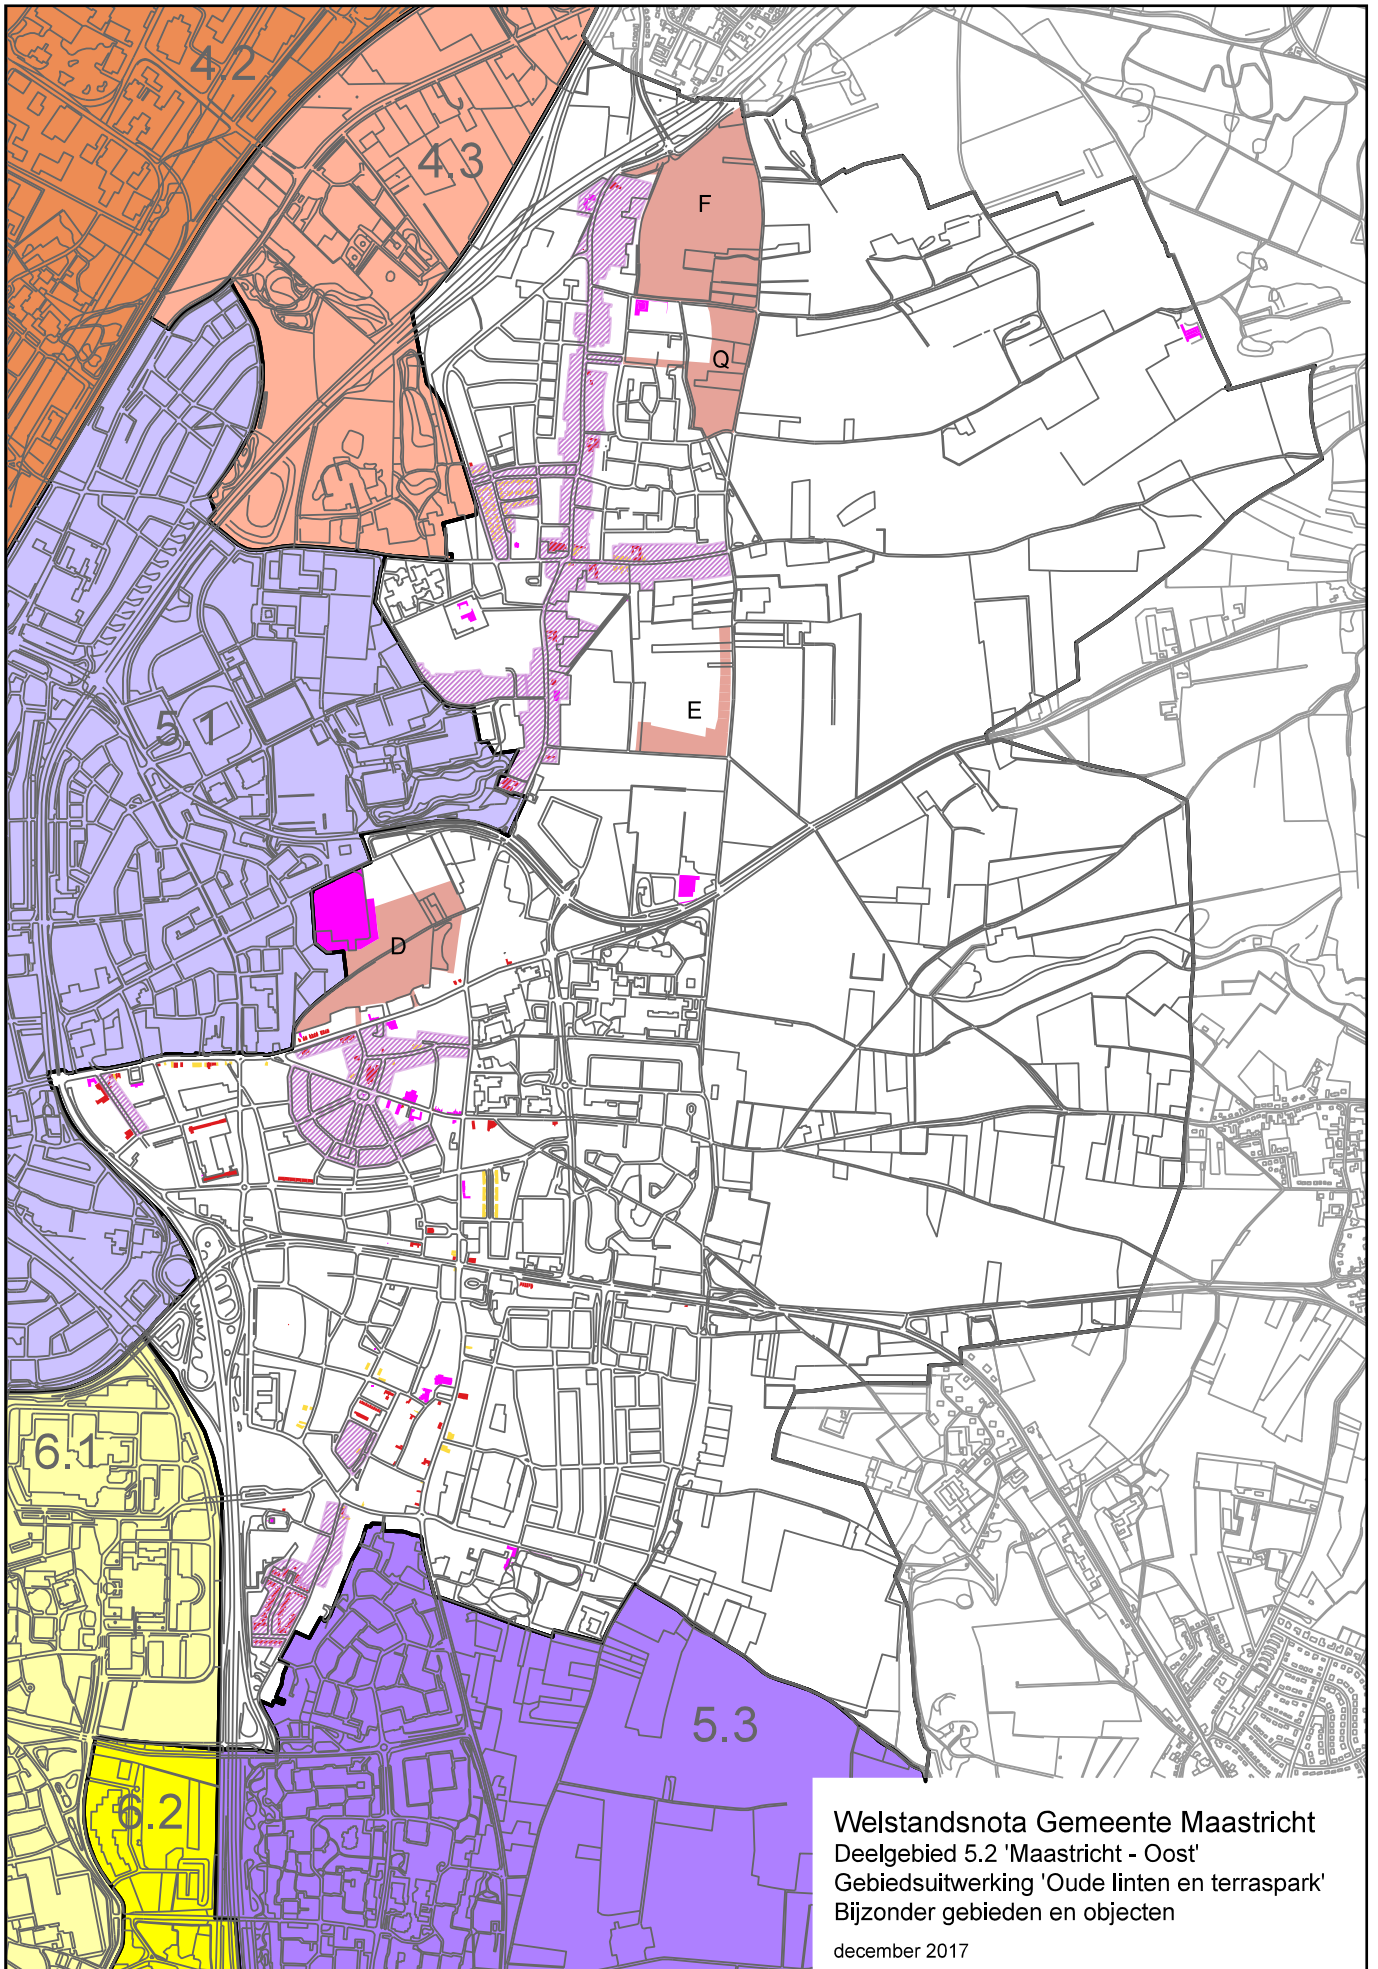 4.2
4.3
F
Q
5.1
E
D
6.1
5.3
6.2
Welstandsnota Gemeente Maastricht
Deelgebied 5.2 'Maastricht - Oost'
Gebiedsuitwerking 'Oude linten en terraspark'
Bijzonder gebieden en objecten
december 2017